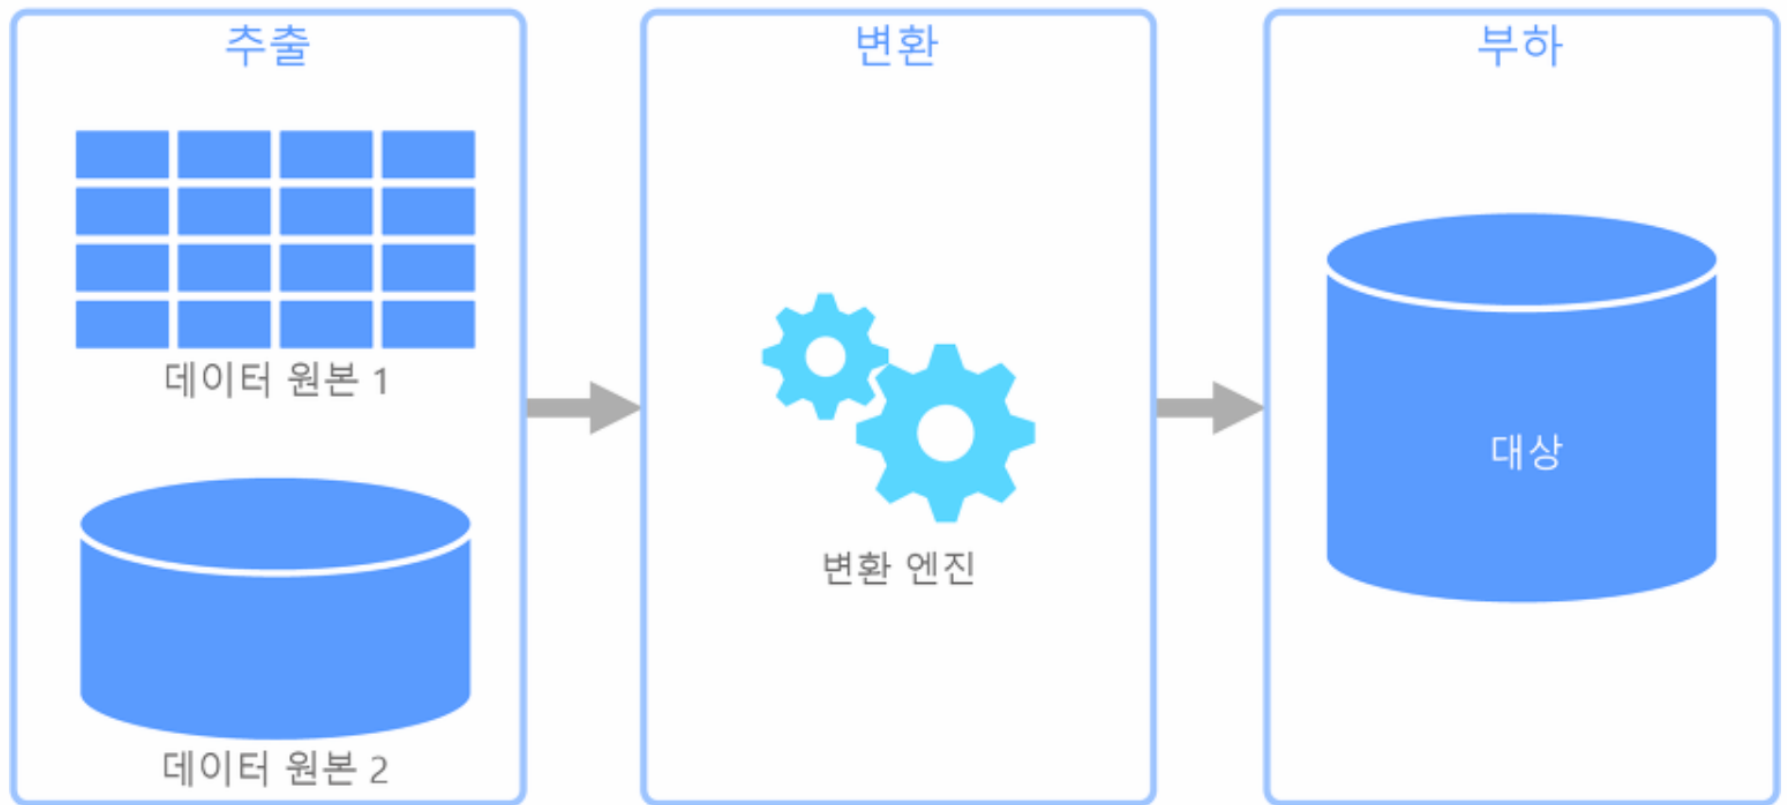 추출
데이터 원본 1
데이터 원본 2
변환
변환 엔진
부하
대상